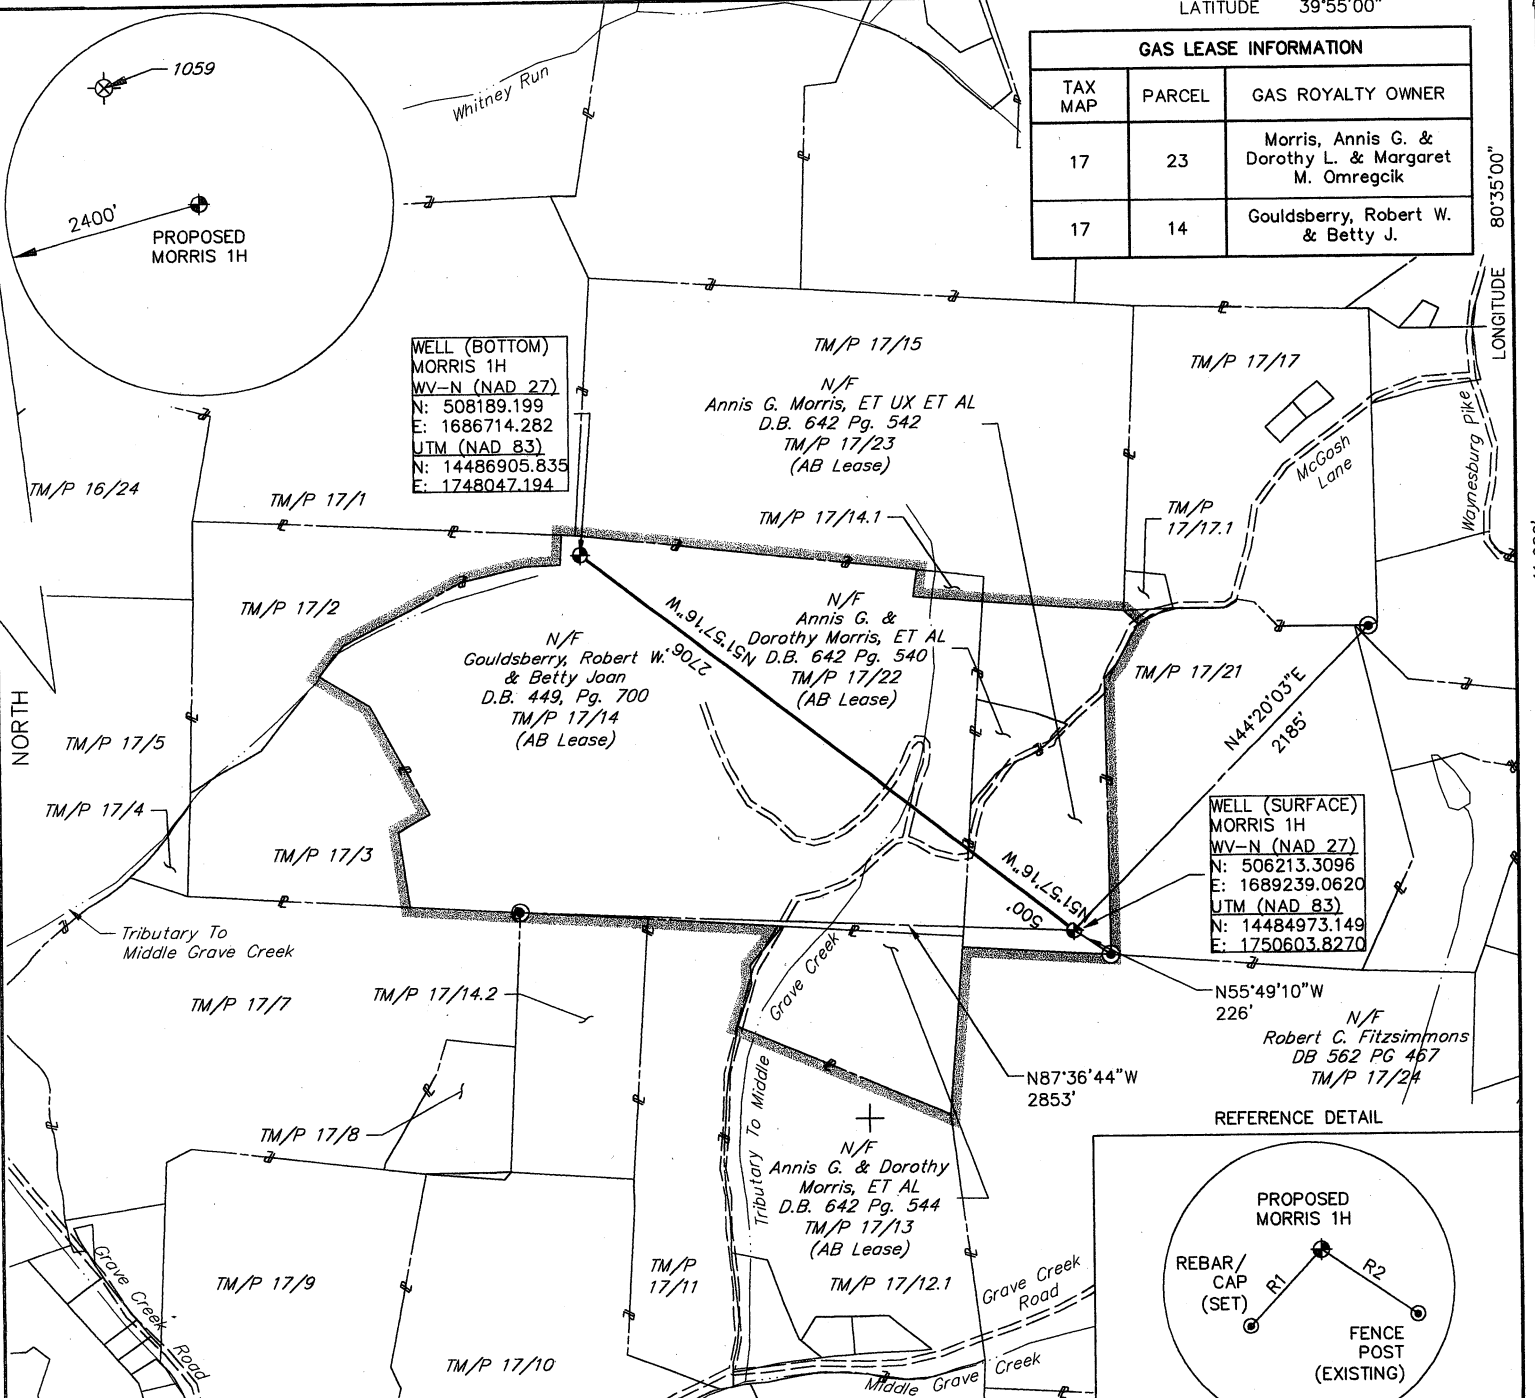 LATITUDE 39°55'00"
GAS LEASE INFORMATION
TAX MAP
PARCEL
GAS ROYALTY OWNER
17
23
Morris, Annis G. &
Dorothy L. & Margaret
M. Omregcik
17
14
Gouldsberry, Robert W.
& Betty J.
LONGITUDE 80°35'00"
1059
2400'
PROPOSED
MORRIS 1H
Whitney Run
WELL (BOTTOM)
MORRIS 1H
WV-N (NAD 27)
N: 508189.199
E: 1686714.282
UTM (NAD 83)
N: 14486905.835
E: 1748047.194
TM/P 17/15
N/F
Annis G. Morris, ET UX ET AL
D.B. 642 Pg. 542
TM/P 17/23
(AB Lease)
TM/P 17/17
McGosh
Lane
Waynesburg Pike
TM/P 16/24
TM/P 17/1
TM/P 17/14.1
TM/P
17/17.1
TM/P 17/2
N/F
Gouldsberry, Robert W.
& Betty Joan
D.B. 449, Pg. 700
TM/P 17/14
(AB Lease)
N51°57'16"W
2706'
N/F
Annis G. &
Dorothy Morris, ET AL
D.B. 642 Pg. 540
TM/P 17/22
(AB Lease)
TM/P 17/21
N44°20'03"E
2185'
NORTH
TM/P 17/5
TM/P 17/4
TM/P 17/3
WELL (SURFACE)
MORRIS 1H
WV-N (NAD 27)
N: 506213.3096
E: 1689239.0620
UTM (NAD 83)
N: 14484973.149
E: 1750603.8270
N51°57'16"W
500'
Tributary To
Middle Grave Creek
Grave Creek
TM/P 17/7
TM/P 17/14.2
N55°49'10"W
226'
N/F
Robert C. Fitzsimmons
DB 562 PG 467
TM/P 17/24
N87°36'44"W
2853'
TM/P 17/8
Tributary To Middle
N/F
Annis G. & Dorothy
Morris, ET AL
D.B. 642 Pg. 544
TM/P 17/13
(AB Lease)
REFERENCE DETAIL
PROPOSED
MORRIS 1H
REBAR/
CAP
(SET)
R1
R2
FENCE
POST
(EXISTING)
Grave Creek Road
TM/P 17/9
TM/P
17/11
TM/P 17/12.1
Grave Creek
Road
TM/P 17/10
Middle Grave Creek